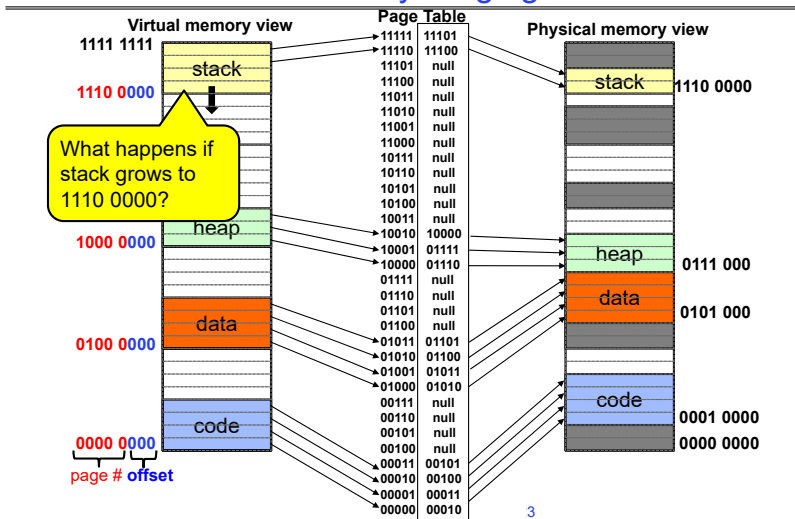 Virtual memory view
1111 1111
stack
1110 0000
What happens if
stack grows to
1110 0000?
heap
1000 0000
data
0100 0000
code
0000 0000
page # offset
Page Table
11111 11101
11110 11100
11101 null
11100 null
11011 null
11010 null
11001 null
11000 null
10111 null
10110 null
10101 null
10100 null
10011 null
10010 10000
10001 01111
10000 01110
01111 null
01110 null
01101 null
01100 null
01011 01101
01010 01100
01001 01011
01000 01010
00111 null
00110 null
00101 null
00100 null
00011 00101
00010 00100
00001 00011
00000 00010
Physical memory view
stack
1110 0000
heap
0111 000
data
0101 000
code
0001 0000
0000 0000
3